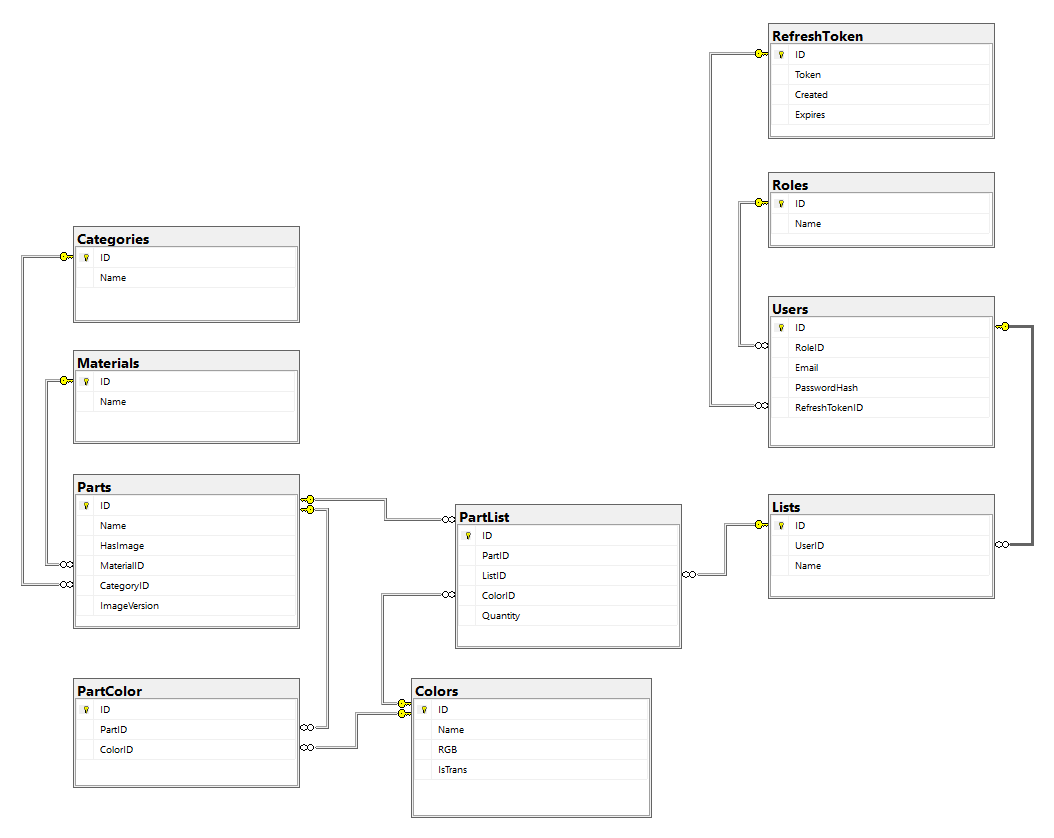 RefreshToken
ID
Token
Created
Expires
Roles
ID
Name
Categories
ID
Name
Users
ID
RoleID
Email
PasswordHash
RefreshTokenID
Materials
ID
Name
Parts
ID
Name
HasImage
MaterialID
CategoryID
ImageVersion
PartList
ID
PartID
ListID
ColorID
Quantity
Lists
ID
UserID
Name
PartColor
ID
PartID
ColorID
Colors
ID
Name
RGB
IsTrans